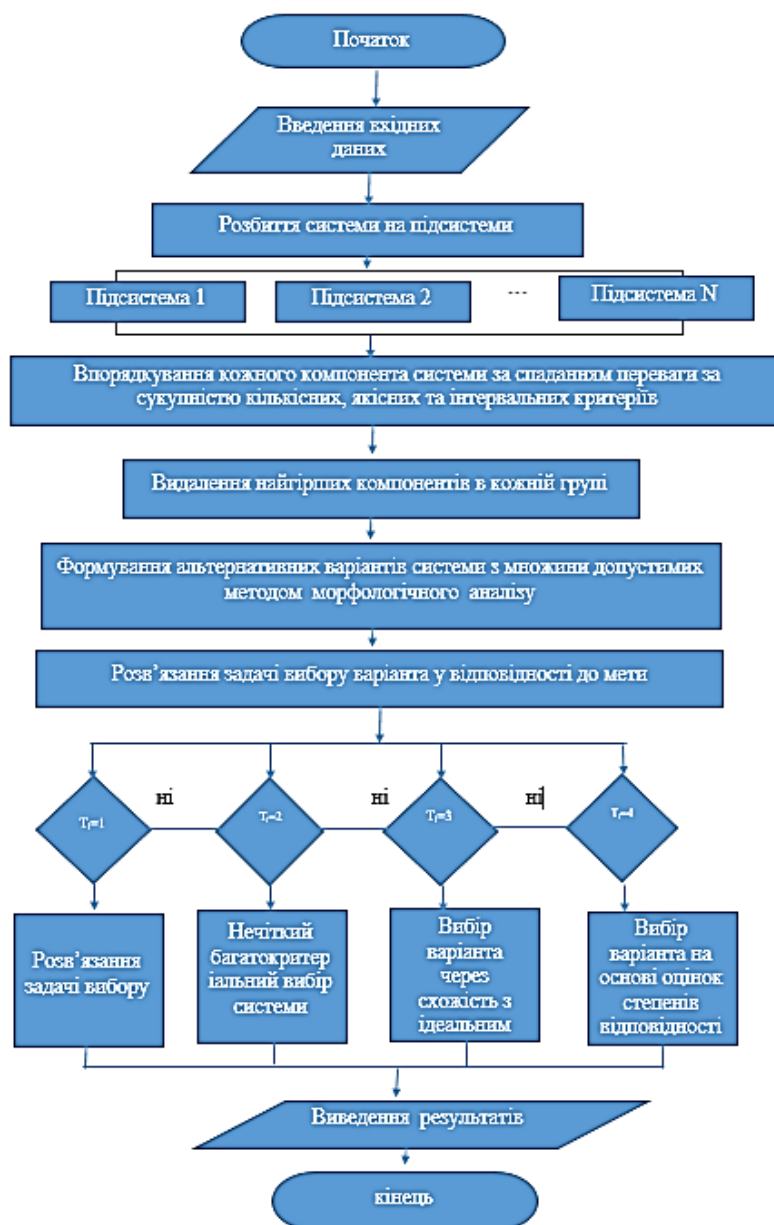 Початок
Введення вхідних
даних
Розбиття системи на підсистеми
Підсистема 1
Підсистема 2
...
Підсистема N
Впорядкування кожного компонента системи за спаданням переваги за
сукупністю кількісних, якісних та інтервальних критеріїв
Видалення найгірших компонентів в кожній групі
Формування альтернативних варіантів системи з множини допустимих
методом морфологічного аналізу
Розв’язання задачі вибору варіанта у відповідності до мети
ні
ні
ні
Розв’язання
задачі вибору
Нечіткий
багатокритер
іальний вибір
системи
Вибір
варіанта
через
схожість з
ідеальним
Вибір
варіанта на
основі оцінок
степенів
відповідності
Виведення результатів
кінець